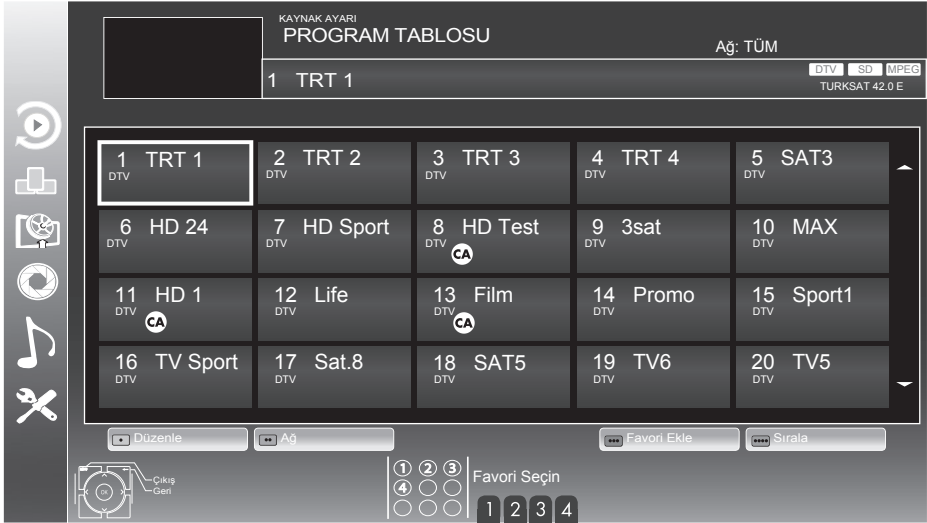 KAYNAK AYARI
PROGRAM TABLOSU
Ağ: TÜM
1 TRT 1
DTV SD MPEG
TURKSAT 42.0 E
1 TRT 1 2 TRT 2 3 TRT 3 4 TRT 4 5 SAT3
DTV DTV DTV DTV DTV
6 HD 24 7 HD Sport 8 HD Test 9 3sat 10 MAX
DTV DTV DTV DTV DTV
CA
11 HD 1 12 Life 13 Film 14 Promo 15 Sport1
DTV DTV DTV DTV DTV
CA CA
16 TV Sport 17 Sat.8 18 SAT5 19 TV6 20 TV5
DTV DTV DTV DTV DTV
Düzenle Ağ Favori Ekle Sırala
OK
Çıkış
Geri
1 2 3
4
Favori Seçin
1 2 3 4